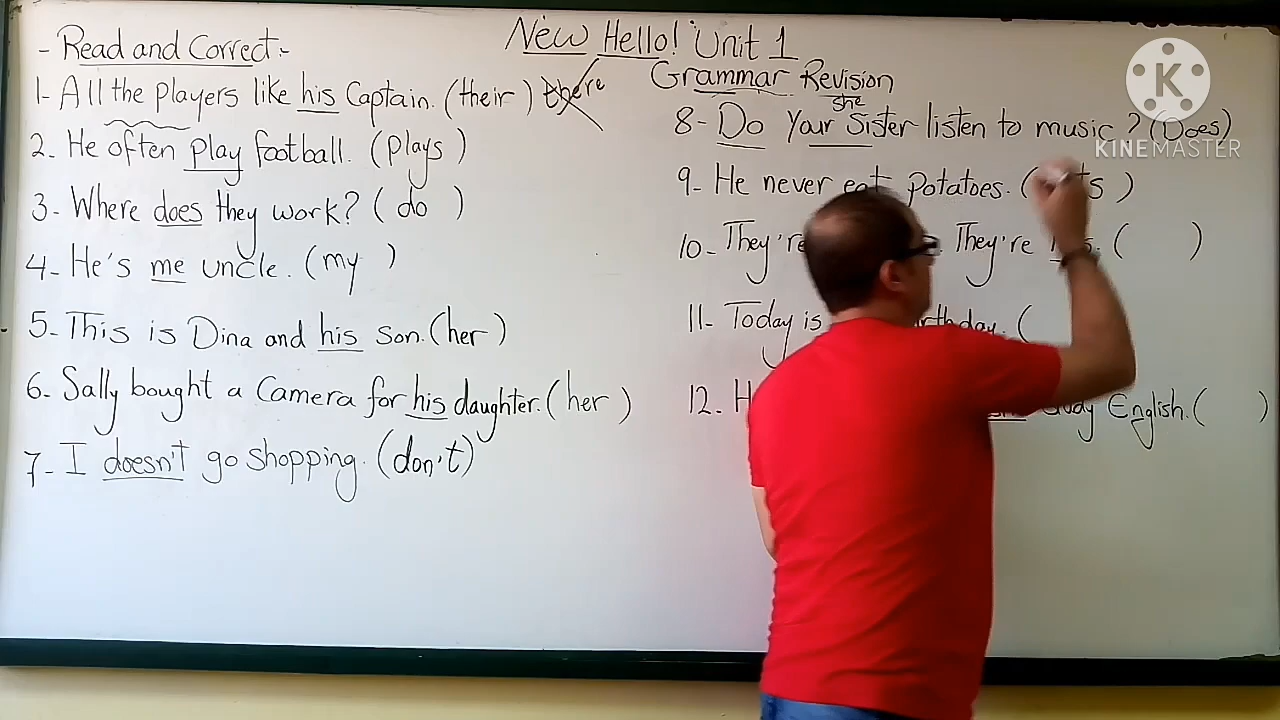 New Hello! Unit 1
Grammar Revision
- Read and Correct:-
1- All the players like his Captain. (their) there
2- He often play football. (plays)
3- Where does they work? (do)
4- He's me uncle. (my)
5- This is Dina and his son. (her)
6- Sally bought a Camera for his daughter. (her)
7- I doesn't go shopping. (don't)
she
8- Do your sister listen to music? (Does)
9- He never eat potatoes. (
10- They're They're ( )
11- Today is birthday. (
12- study English. ( )
K
KINEMASTER